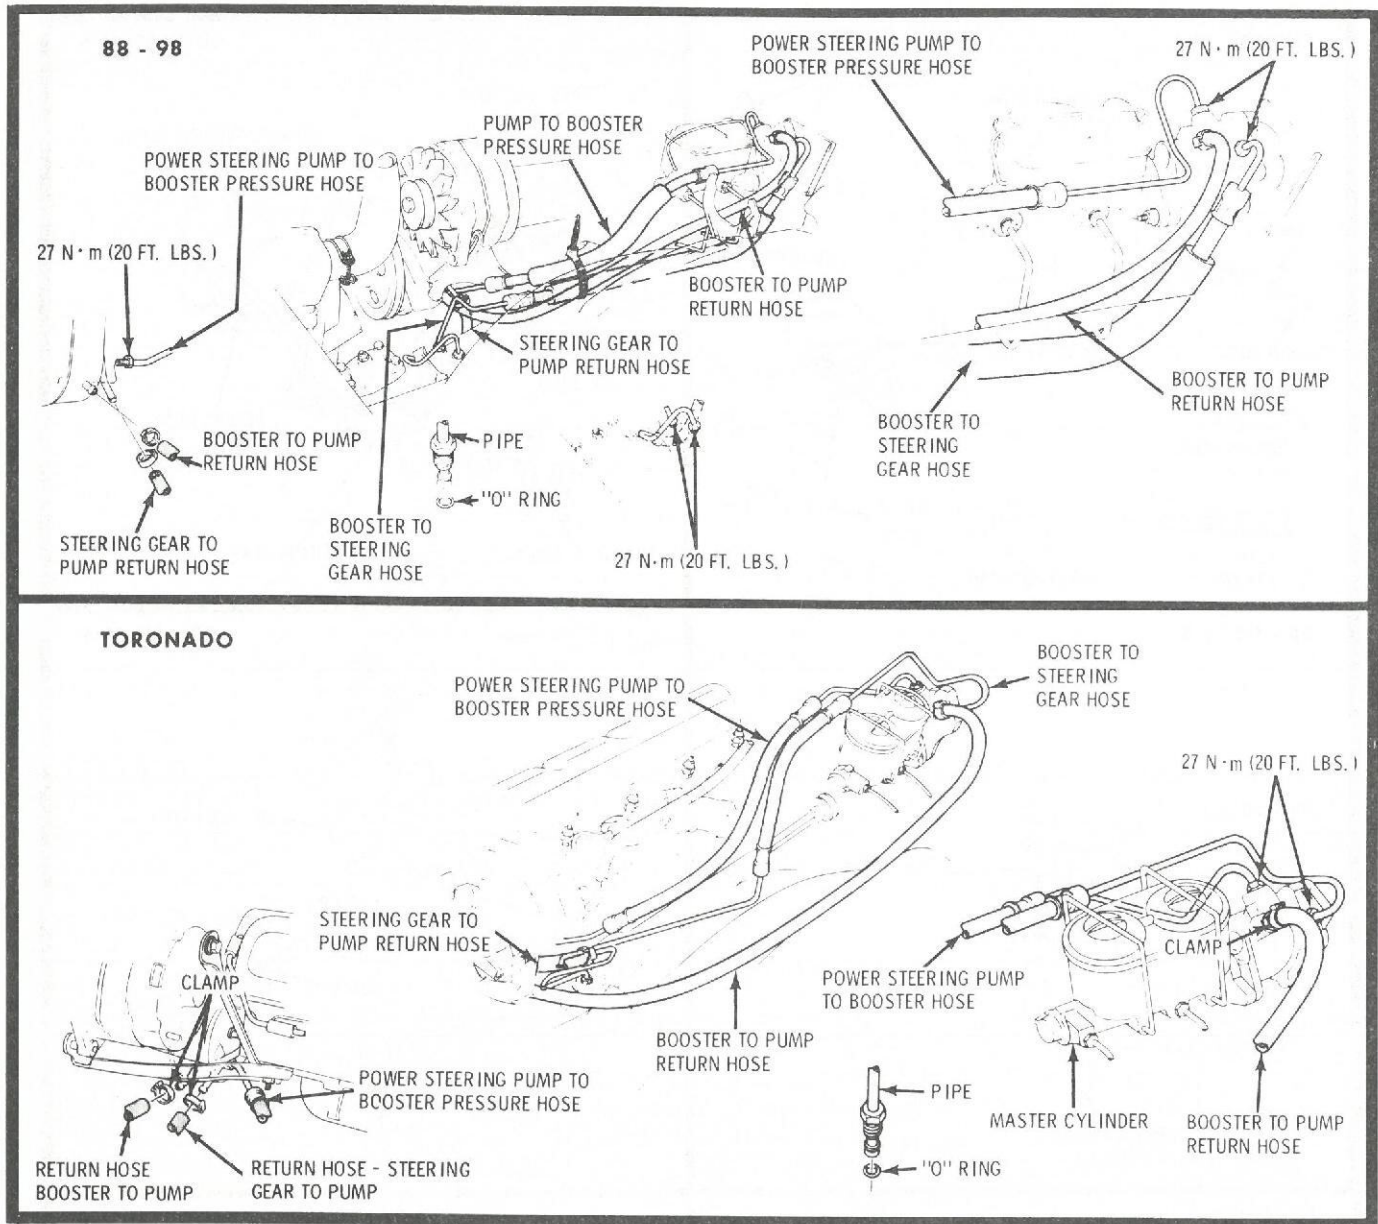 88 - 98
POWER STEERING PUMP TO
BOOSTER PRESSURE HOSE
27 N·m (20 FT. LBS.)
PUMP TO BOOSTER
PRESSURE HOSE
POWER STEERING PUMP TO
BOOSTER PRESSURE HOSE
27 N·m (20 FT. LBS.)
BOOSTER TO PUMP
RETURN HOSE
STEERING GEAR TO
PUMP RETURN HOSE
BOOSTER TO PUMP
RETURN HOSE
BOOSTER TO
STEERING
GEAR HOSE
BOOSTER TO PUMP
RETURN HOSE
PIPE
"O" RING
STEERING GEAR TO
PUMP RETURN HOSE
BOOSTER TO
STEERING
GEAR HOSE
27 N·m (20 FT. LBS.)
TORONADO
BOOSTER TO
STEERING
GEAR HOSE
POWER STEERING PUMP TO
BOOSTER PRESSURE HOSE
27 N·m (20 FT. LBS.)
STEERING GEAR TO
PUMP RETURN HOSE
CLAMP
CLAMP
POWER STEERING PUMP
TO BOOSTER HOSE
BOOSTER TO PUMP
RETURN HOSE
POWER STEERING PUMP TO
BOOSTER PRESSURE HOSE
PIPE
MASTER CYLINDER
BOOSTER TO PUMP
RETURN HOSE
RETURN HOSE
BOOSTER TO PUMP
RETURN HOSE - STEERING
GEAR TO PUMP
"O" RING